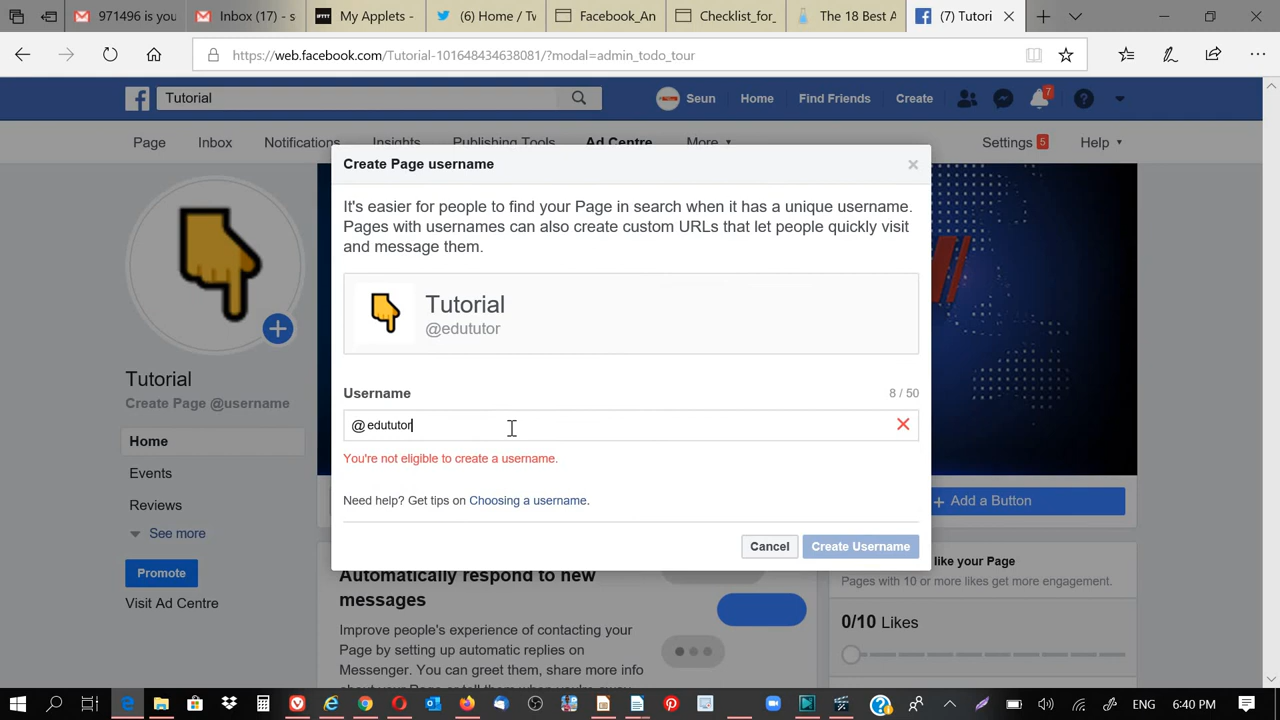 971496 is you
Inbox (17) - s
My Applets -
(6) Home / Tw
Facebook_An
Checklist_for_
The 18 Best A
(7) Tutori
https://web.facebook.com/Tutorial-101648434638081/?modal=admin_todo_tour
Tutorial
Seun
Home
Find Friends
Create
7
Page
Inbox
Notifications
Insights
Publishing Tools
Ad Centre
More
Settings 5
Help
Create Page username
It's easier for people to find your Page in search when it has a unique username.
Pages with usernames can also create custom URLs that let people quickly visit
and message them.
Tutorial
@edututor
Username
8 / 50
@ edututor
You're not eligible to create a username.
Need help? Get tips on Choosing a username.
Cancel
Create Username
Tutorial
Create Page @username
Home
Events
Reviews
See more
Promote
Visit Ad Centre
+ Add a Button
Automatically respond to new
messages
Improve people's experience of contacting your
Page by setting up automatic replies on
Messenger. You can greet them, share more info
like your Page
Pages with 10 or more likes get more engagement.
0/10 Likes
ENG
6:40 PM